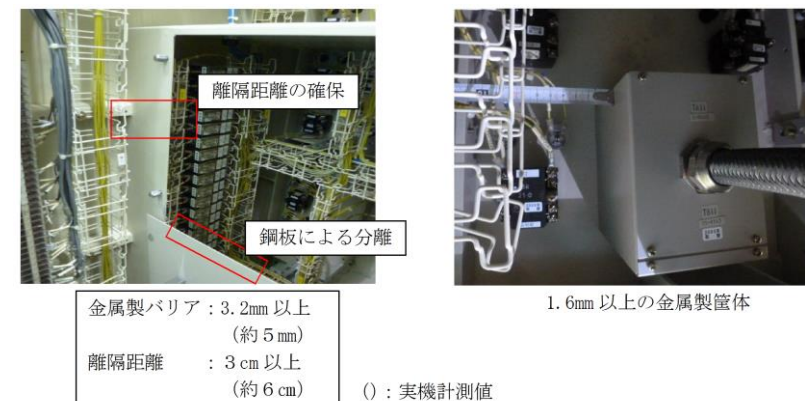 離隔距離の確保
鋼板による分離
金属製バリア：3.2mm 以上
(約5mm)
離隔距離　：3cm 以上
(約6cm)
()：実機計測値
1.6mm 以上の金属製筐体